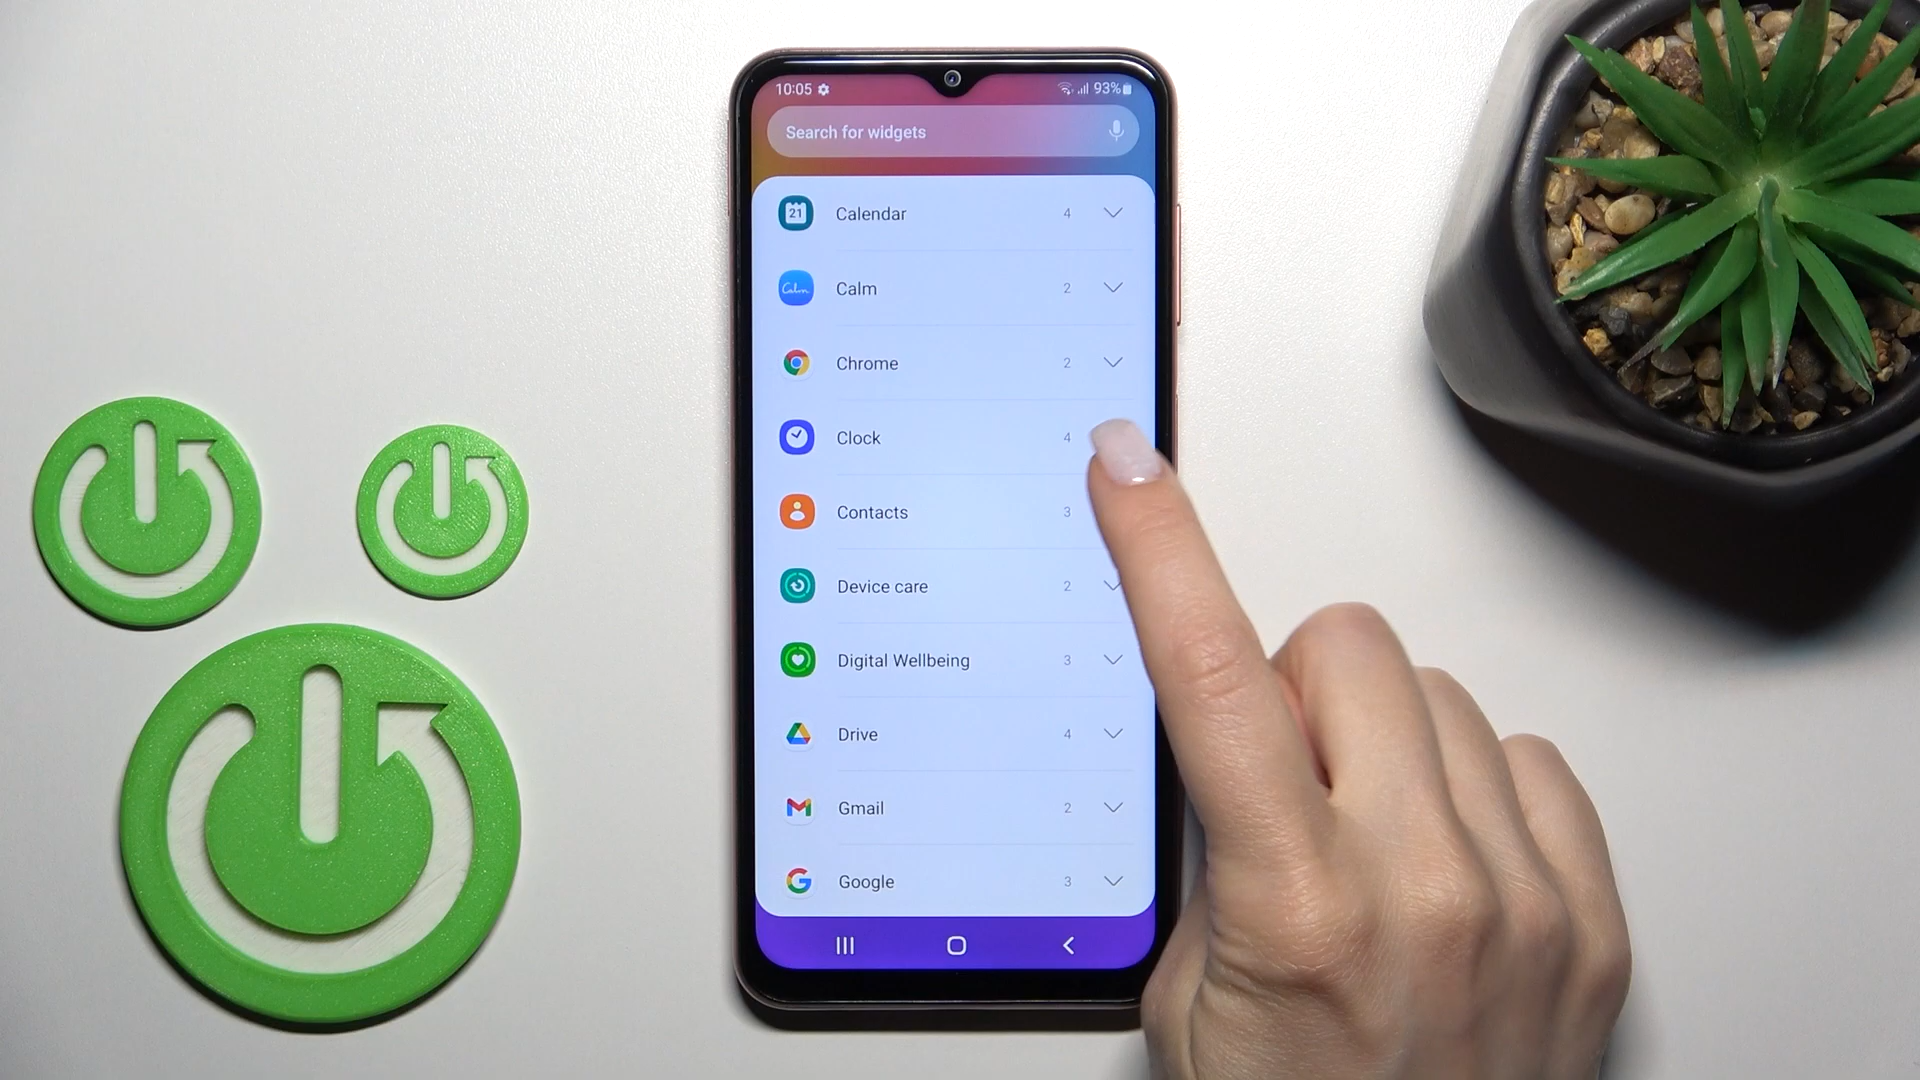 10:05 93%
Search for widgets
21 Calendar 4
Calm Calm 2
Chrome 2
Clock 4
Contacts 3
Device care 2
Digital Wellbeing 3
Drive 4
Gmail 2
Google 3